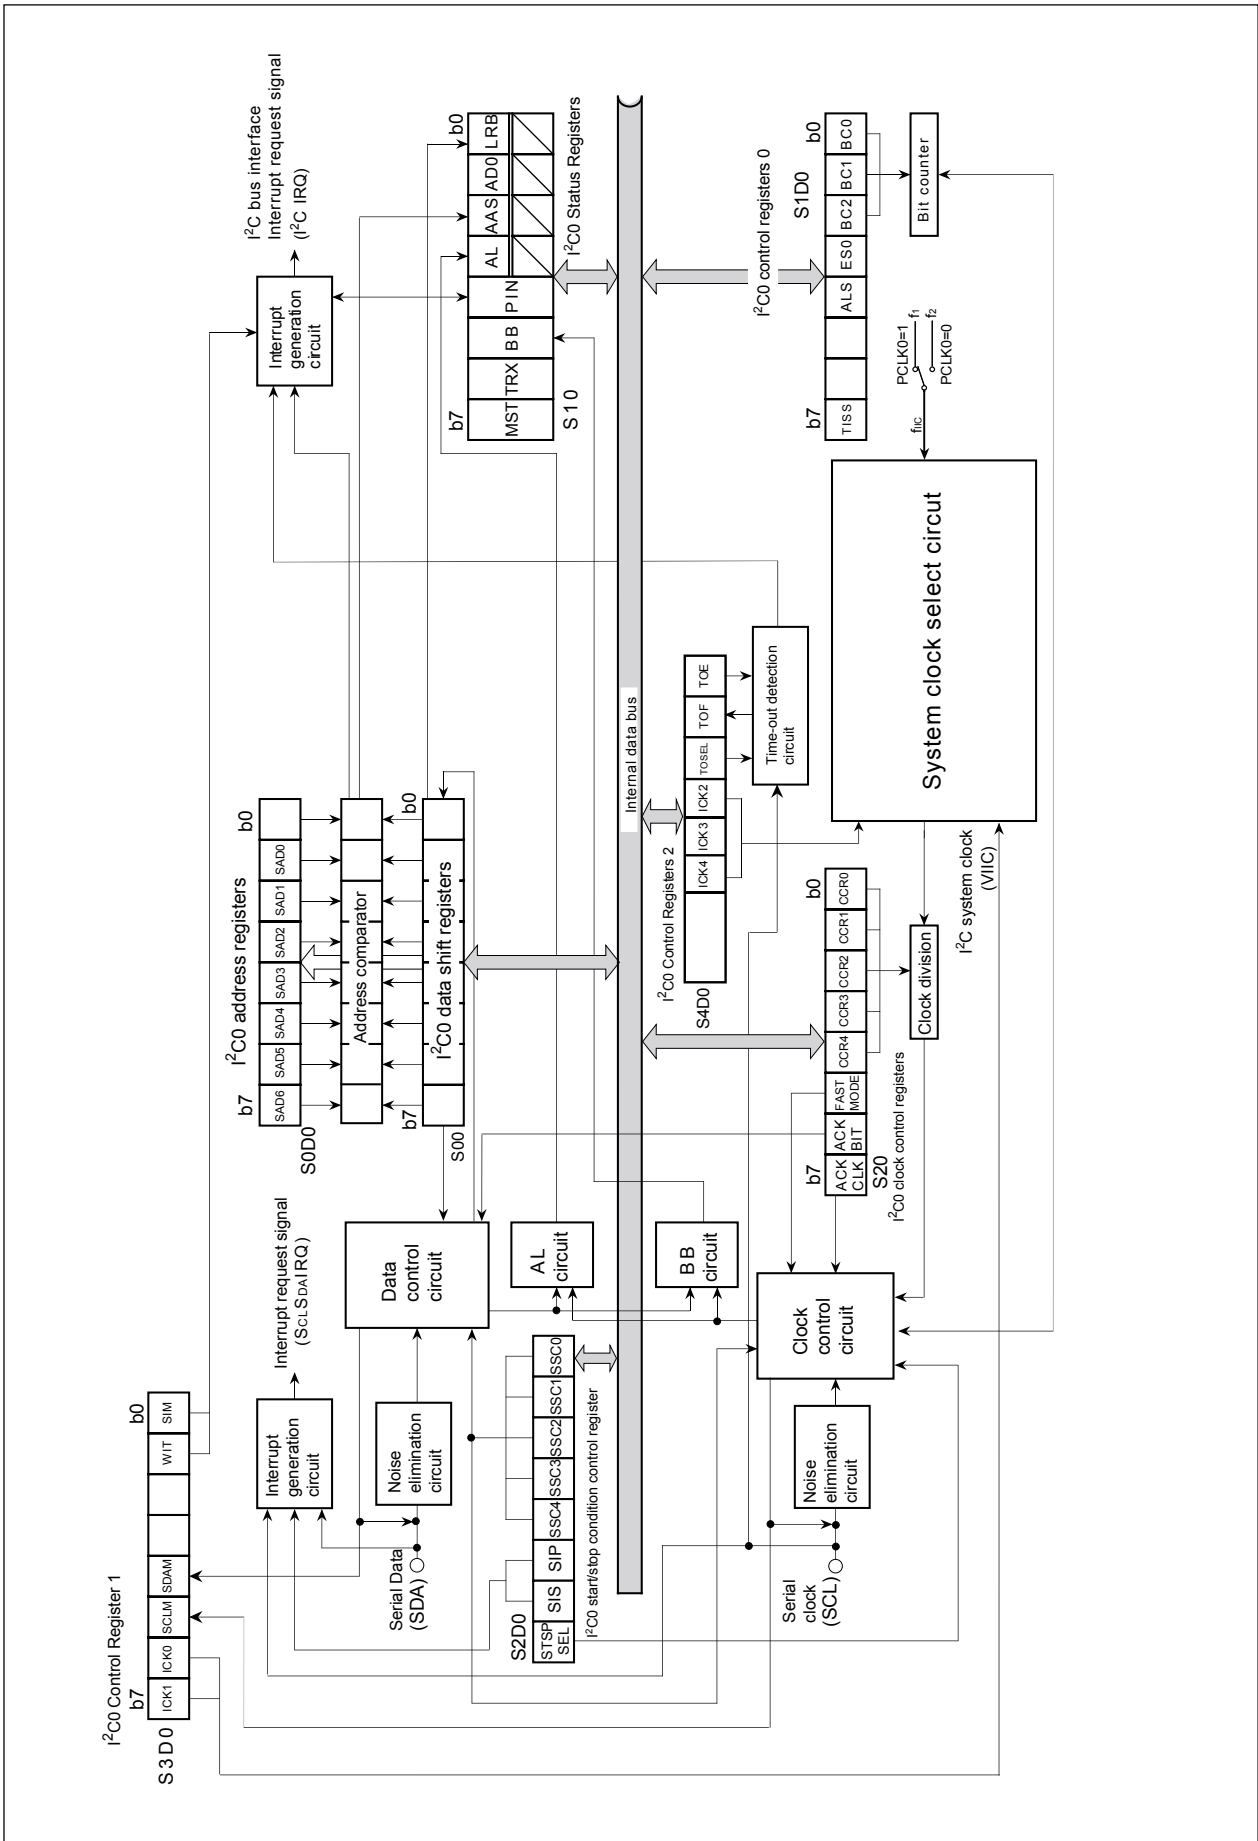 I²C0 Control Register 1
b7
b0
ICK1
ICK0
SCLM
SDAM
WIT
SIM
S3D0
Interrupt
generation
circuit
Interrupt request signal
(SCLSDAIRQ)
I²C0 address registers
b7
b0
SAD6
SAD5
SAD4
SAD3
SAD2
SAD1
SAD0
S0D0
Address comparator
b7
b0
I²C0 data shift registers
S00
Interrupt
generation
circuit
I²C bus interface
Interrupt request signal
(I²C IRQ)
Serial Data
(SDA)
Noise
elimination
circuit
Data
control
circuit
AL
circuit
b7
b0
MST
TRX
BB
PIN
AL
AAS
AD0
LRB
S10
I²C0 Status Registers
S2D0
STSP
SEL
SIS
SIP
SSC4
SSC3
SSC2
SSC1
SSC0
I²C0 start/stop condition control register
Internal data bus
BB
circuit
I²C0 Control Registers 2
S4D0
ICK4
ICK3
ICK2
TOSEL
TOF
TOE
Time-out detection
circuit
I²C0 control registers 0
S1D0
b7
b0
TISS
ALS
ES0
BC2
BC1
BC0
Bit counter
Serial
clock
(SCL)
Noise
elimination
circuit
Clock
control
circuit
b7
b0
ACK
CLK
ACK
BIT
FAST
MODE
CCR4
CCR3
CCR2
CCR1
CCR0
S20
I²C0 clock control registers
Clock division
I²C system clock
(VIIC)
System clock select circut
fIIC
PCLK0=1
f1
f2
PCLK0=0